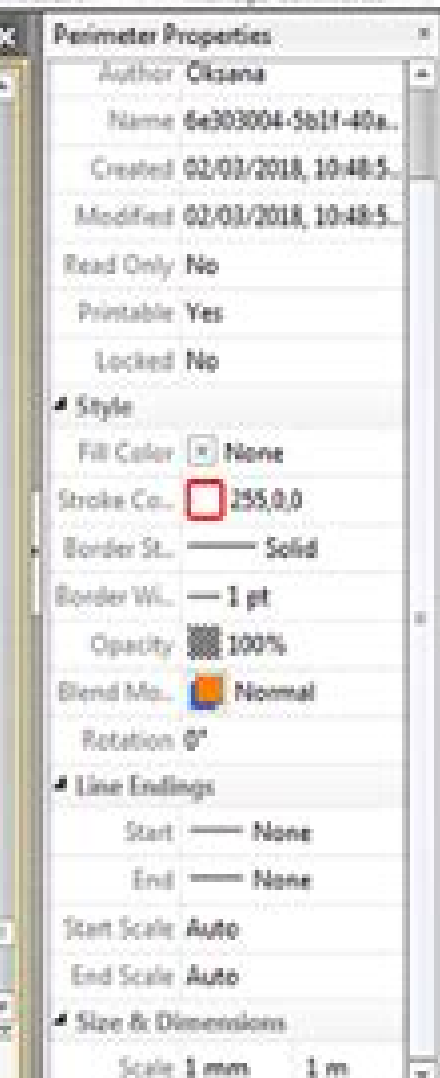 Perimeter Properties
Author Oksana
Name 6e303004-5b1f-40a..
Created 02/03/2018, 10:48:5...
Modified 02/03/2018, 10:48:5...
Read Only No
Printable Yes
Locked No
Style
Fill Color × None
Stroke Co... 255,0,0
Border St... Solid
Border Wi... 1 pt
Opacity 100%
Blend Mo... Normal
Rotation 0°
Line Endings
Start None
End None
Start Scale Auto
End Scale Auto
Size & Dimensions
Scale 1 mm 1 m